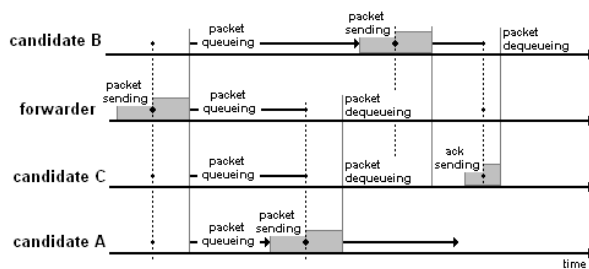 packet
sending
candidate B
packet
queueing
packet
dequeueing
packet
sending
forwarder
packet
queueing
packet
dequeueing
candidate C
packet
queueing
packet
dequeueing
ack
sending
candidate A
packet
queueing
packet
sending
time